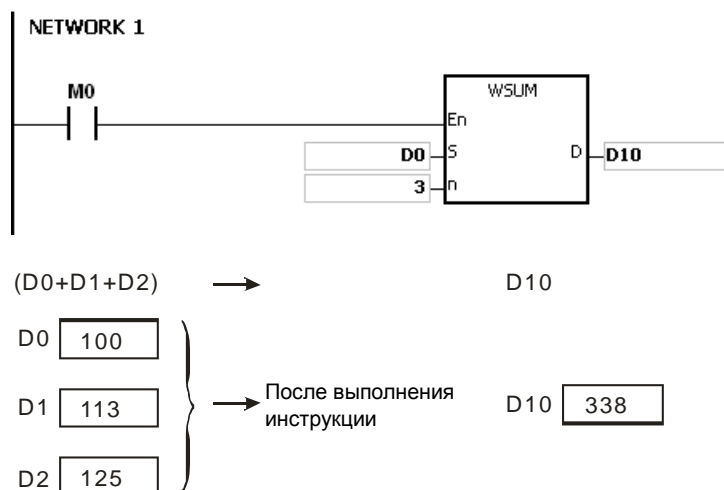 NETWORK 1
M0
WSUM
En
D0 S D D10
3 n
(D0+D1+D2) D10
D0 100
D1 113 После выполнения инструкции D10 338
D2 125